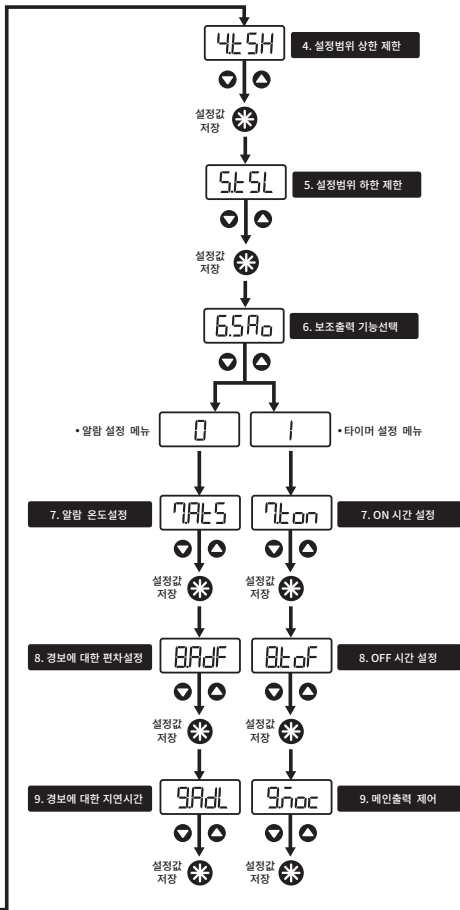 4.tSH
4. 설정범위 상한 제한
설정값
저장
5.tSL
5. 설정범위 하한 제한
설정값
저장
6.SAo
6. 보조출력 기능선택
• 알람 설정 메뉴
0
1
• 타이머 설정 메뉴
7. 알람 온도설정
7.AtS
7.ton
7. ON 시간 설정
설정값
저장
설정값
저장
8. 경보에 대한 편차설정
8.AdF
8.toF
8. OFF 시간 설정
설정값
저장
설정값
저장
9. 경보에 대한 지연시간
9.AdL
9.moc
9. 메인출력 제어
설정값
저장
설정값
저장